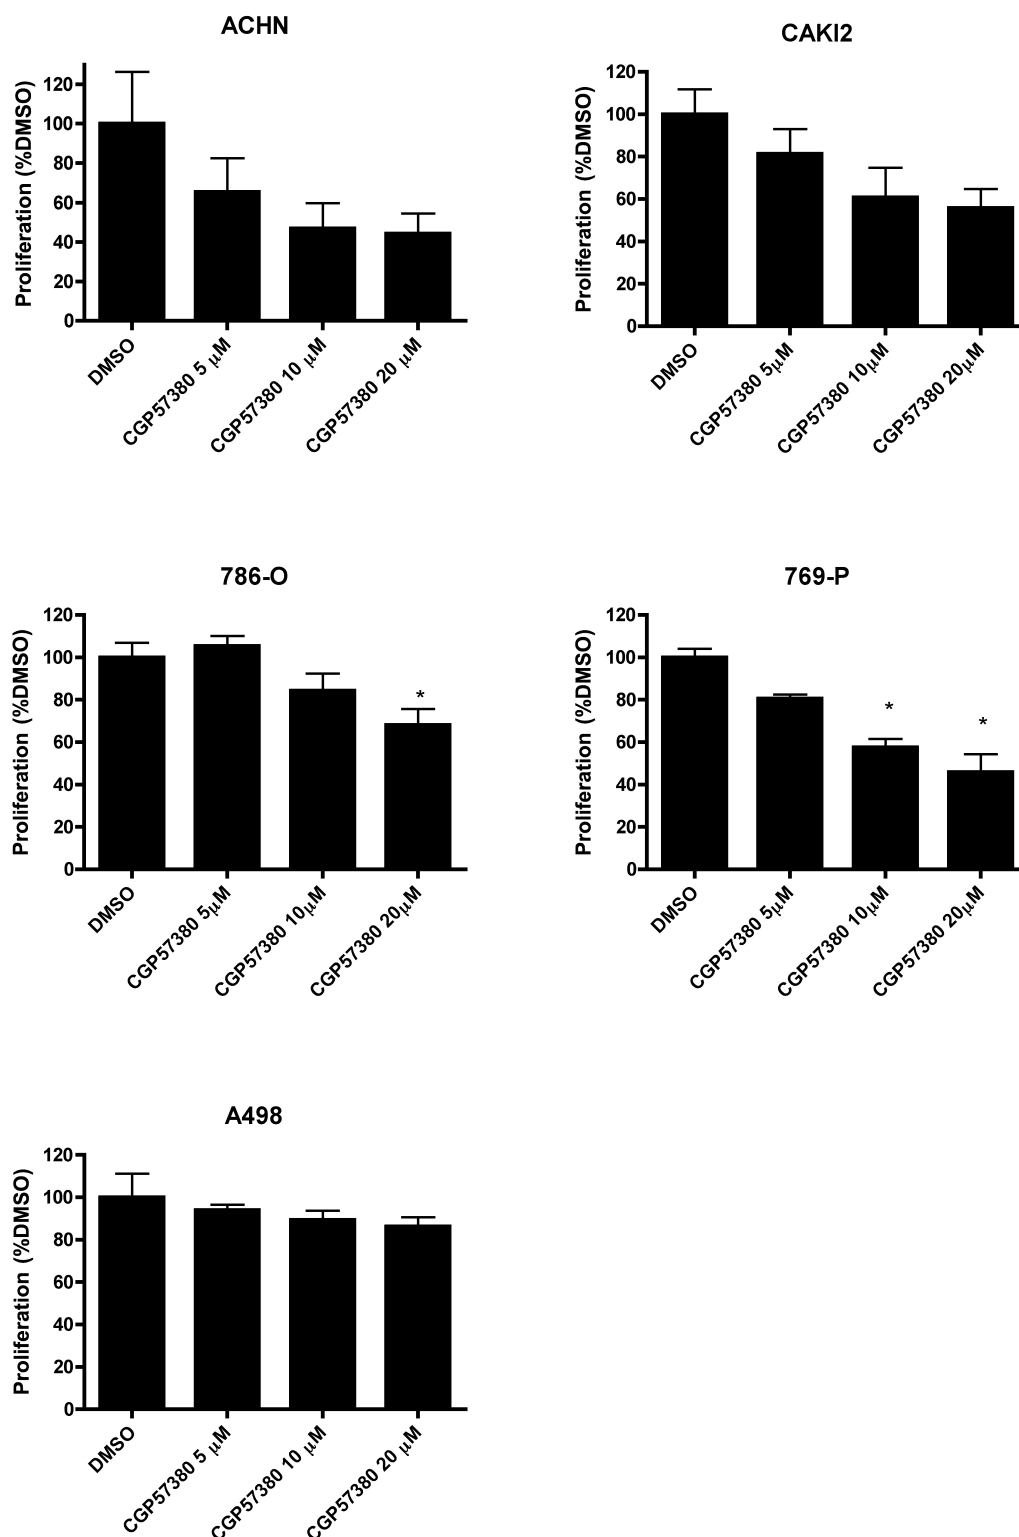 ACHN
Proliferation (%DMSO)
120
100
80
60
40
20
0
DMSO
CGP57380 5 µM
CGP57380 10 µM
CGP57380 20 µM
CAKI2
Proliferation (%DMSO)
120
100
80
60
40
20
0
DMSO
CGP57380 5µM
CGP57380 10µM
CGP57380 20µM
786-O
Proliferation (%DMSO)
120
100
80
60
40
20
0
*
DMSO
CGP57380 5µM
CGP57380 10µM
CGP57380 20µM
769-P
Proliferation (%DMSO)
120
100
80
60
40
20
0
*
*
DMSO
CGP57380 5µM
CGP57380 10µM
CGP57380 20µM
A498
Proliferation (%DMSO)
120
100
80
60
40
20
0
DMSO
CGP57380 5 µM
CGP57380 10 µM
CGP57380 20 µM